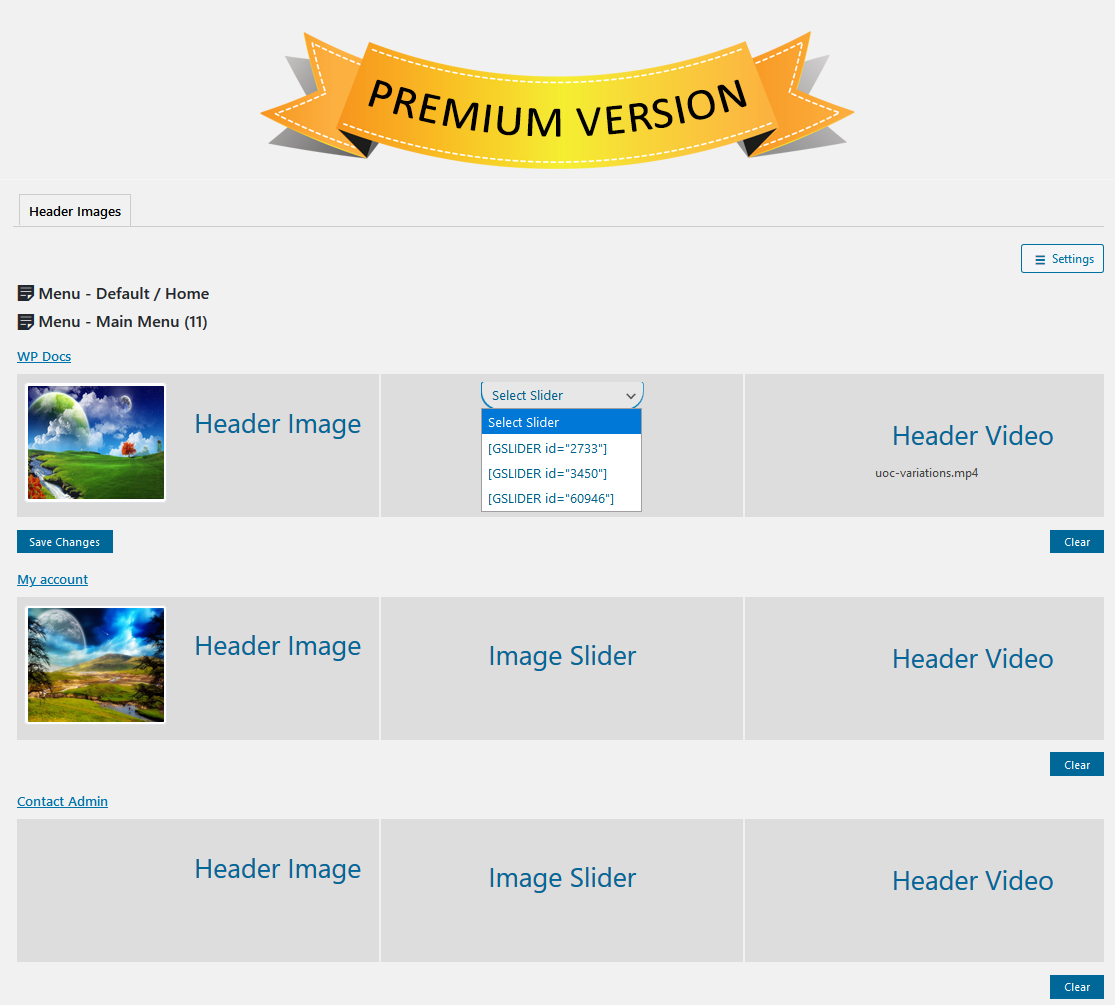 PREMIUM VERSION
Header Images
Settings
Menu - Default / Home
Menu - Main Menu (11)
WP Docs
Header Image
Select Slider
Select Slider
[GSLIDER id="2733"]
[GSLIDER id="3450"]
[GSLIDER id="60946"]
Header Video
uoc-variations.mp4
Save Changes
Clear
My account
Header Image
Image Slider
Header Video
Clear
Contact Admin
Header Image
Image Slider
Header Video
Clear